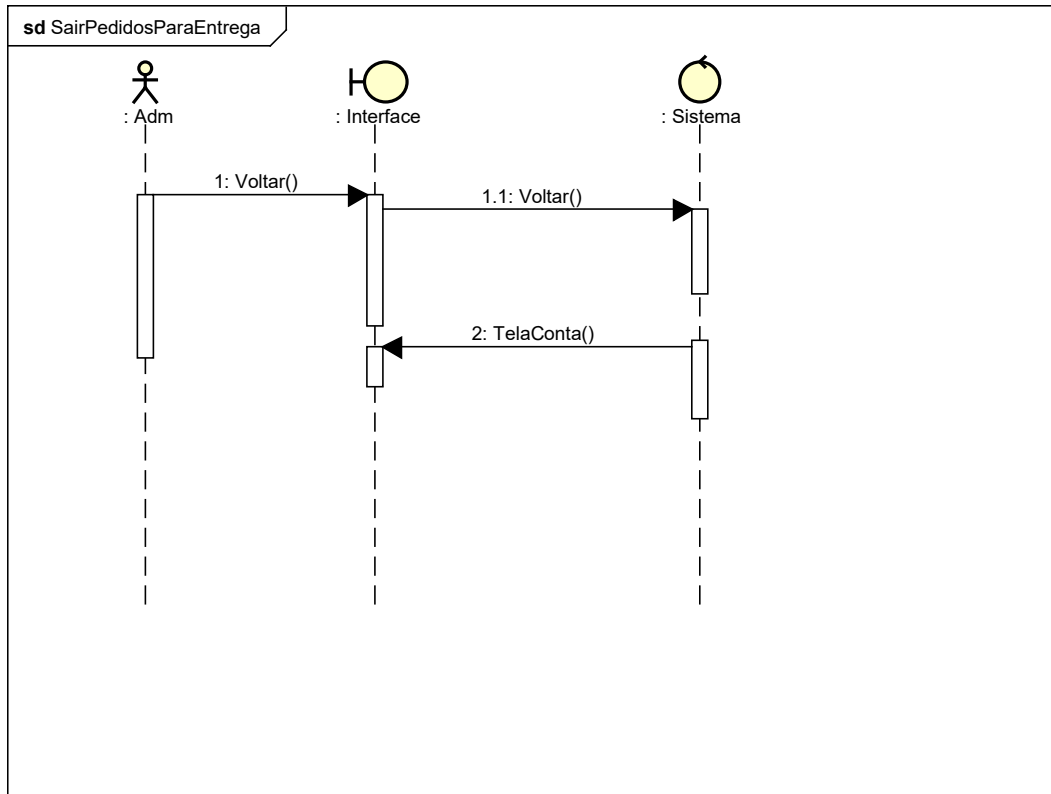 sd SairPedidosParaEntrega
: Adm
: Interface
: Sistema
1: Voltar()
1.1: Voltar()
2: TelaConta()